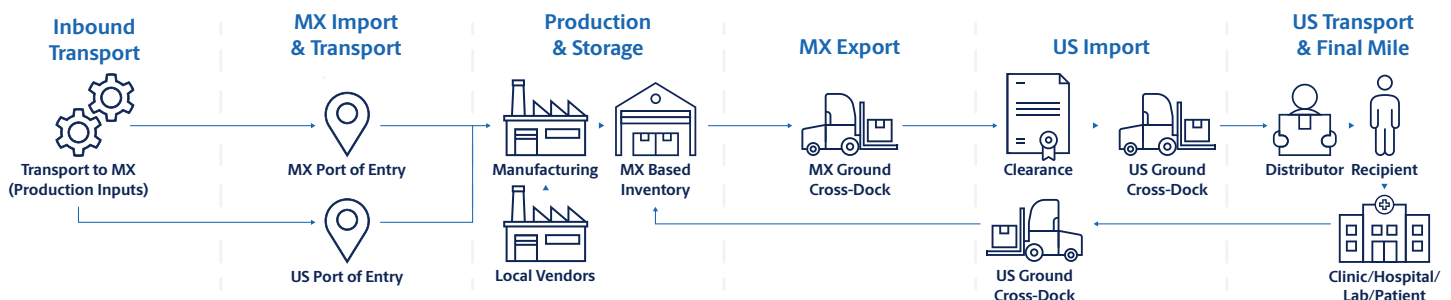 Inbound
Transport
MX Import
& Transport
Production
& Storage
MX Export
US Import
US Transport
& Final Mile
Transport to MX
(Production Inputs)
MX Port of Entry
Manufacturing
MX Based
Inventory
MX Ground
Cross-Dock
Clearance
US Ground
Cross-Dock
Distributor
Recipient
US Port of Entry
Local Vendors
US Ground
Cross-Dock
Clinic/Hospital/
Lab/Patient